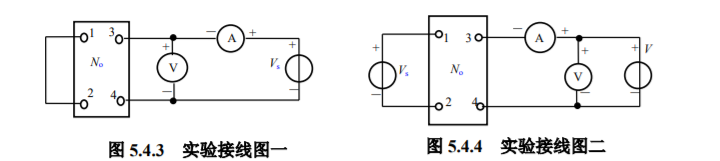 1 3 − A +
+ + V − Vs
N₀
2 4 −
图 5.4.3 实验接线图一
+ 1 3 − A + + V
Vs N₀ + V −
− 2 4 −
图 5.4.4 实验接线图二